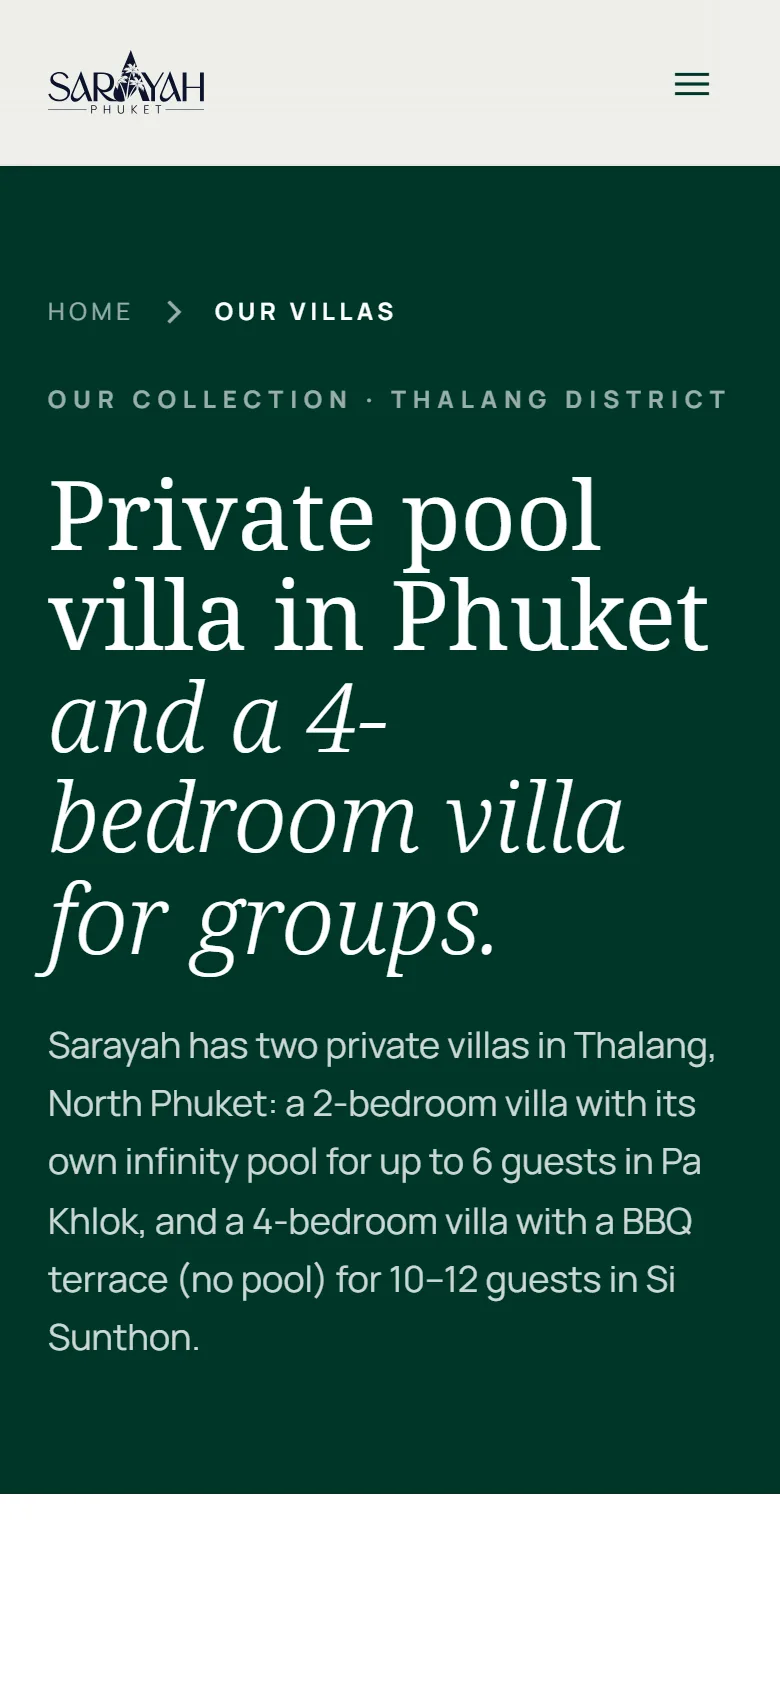 SARAYAH
PHUKET
HOME > OUR VILLAS
OUR COLLECTION · THALANG DISTRICT
Private pool
villa in Phuket
and a 4-
bedroom villa
for groups.
Sarayah has two private villas in Thalang,
North Phuket: a 2-bedroom villa with its
own infinity pool for up to 6 guests in Pa
Khlok, and a 4-bedroom villa with a BBQ
terrace (no pool) for 10–12 guests in Si
Sunthon.